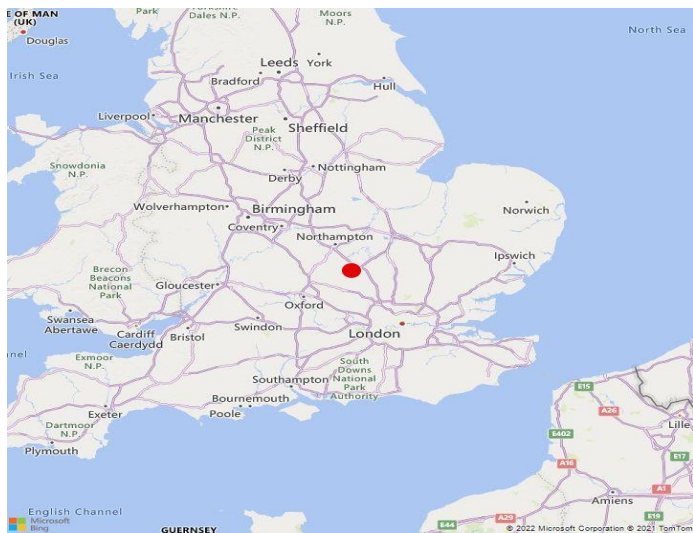 E OF MAN
(UK)
Douglas
Irish Sea
PARK
Dales N.P.
Moors
N.P.
North Sea
Leeds
York
Bradford
Hull
Liverpool
Manchester
Sheffield
Peak
District
N.P.
Snowdonia
N.P.
Nottingham
Derby
Wolverhampton
Birmingham
Coventry
Norwich
Northampton
Ipswich
Brecon
Beacons
National
Park
Gloucester
Oxford
Swansea
Abertawe
Cardiff
Caerdydd
Bristol
Swindon
London
nel
Exmoor
N.P.
South
Downs
National
Park
Authority
Southampton
Bournemouth
Poole
Exeter
Dartmoor
N.P.
Plymouth
E15
A26
Lille
E402
A16
E17
A1
Amiens
E44
A29
E19
English Channel
GUERNSEY
Microsoft
Bing
© 2022 Microsoft Corporation © 2021 TomTom